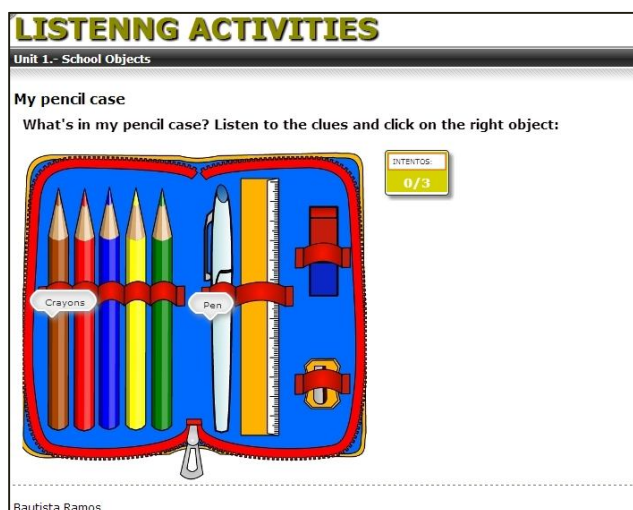 LISTENNG ACTIVITIES
Unit 1.- School Objects
My pencil case
What's in my pencil case? Listen to the clues and click on the right object:
INTENTOS:
0/3
Crayons
Pen
Bautista Ramos